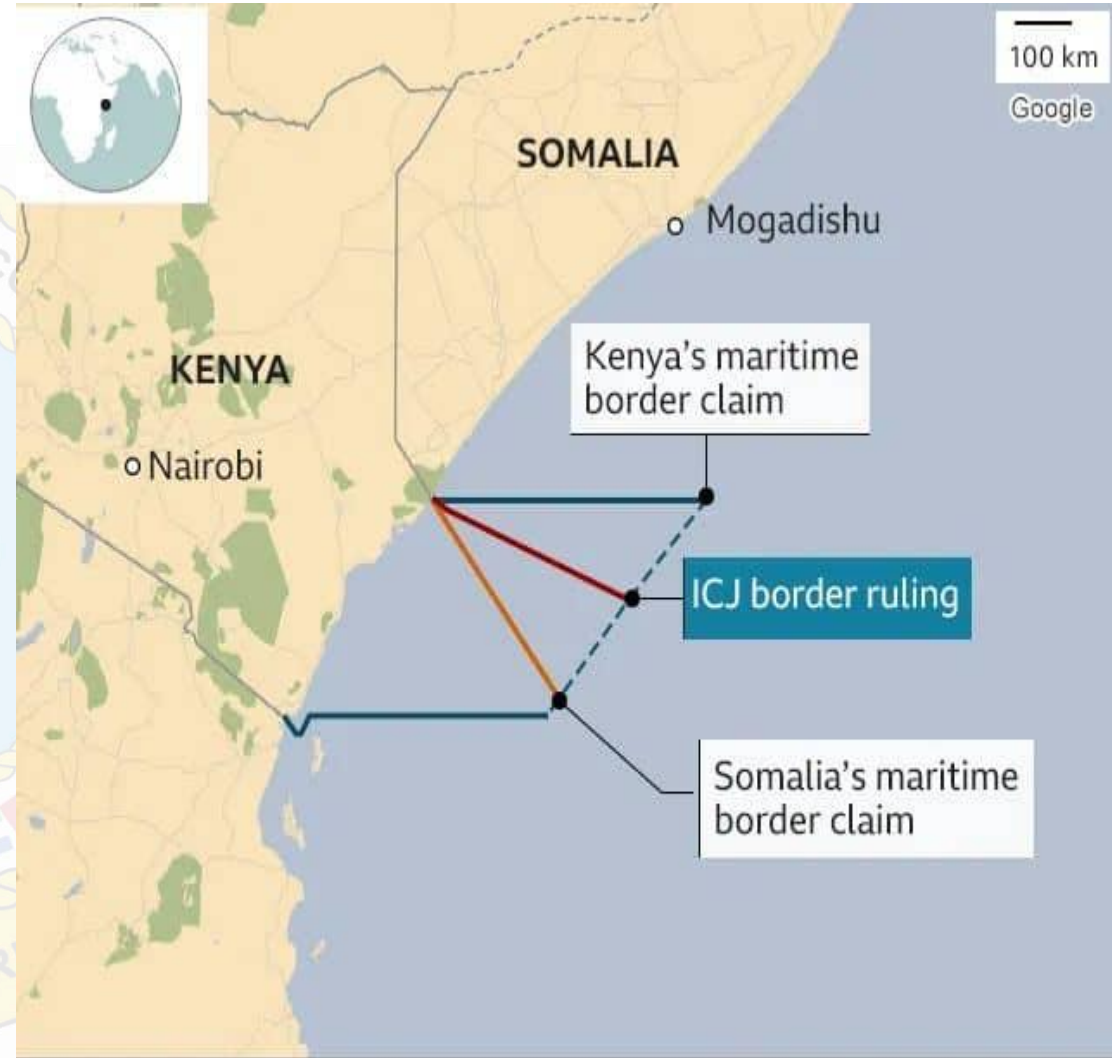 100 km
Google
SOMALIA
Mogadishu
Kenya's maritime
border claim
KENYA
Nairobi
ICJ border ruling
Somalia's maritime
border claim